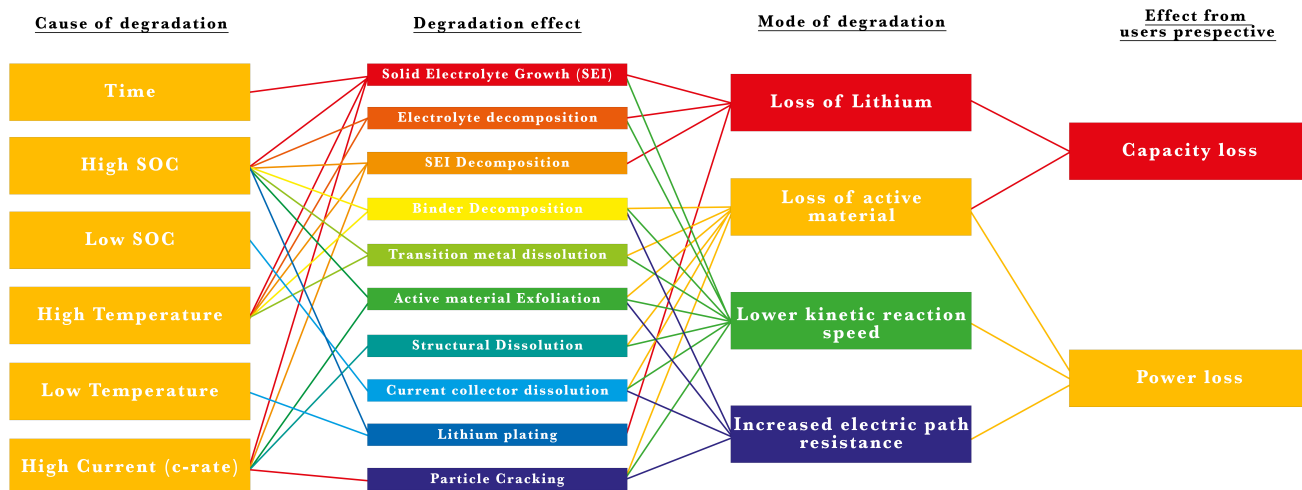 Cause of degradation
Degradation effect
Mode of degradation
Effect from
users prespective
Time
High SOC
Low SOC
High Temperature
Low Temperature
High Current (c-rate)
Solid Electrolyte Growth (SEI)
Electrolyte decomposition
SEI Decomposition
Binder Decomposition
Transition metal dissolution
Active material Exfoliation
Structural Dissolution
Current collector dissolution
Lithium plating
Particle Cracking
Loss of Lithium
Loss of active
material
Lower kinetic reaction
speed
Increased electric path
resistance
Capacity loss
Power loss